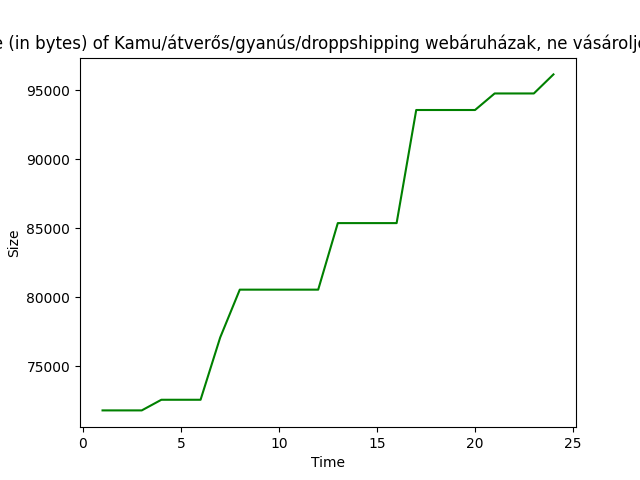 e (in bytes) of Kamu/átverős/gyanús/droppshipping webáruházak, ne vásárolj
95000
90000
85000
80000
75000
Size
0 5 10 15 20 25
Time